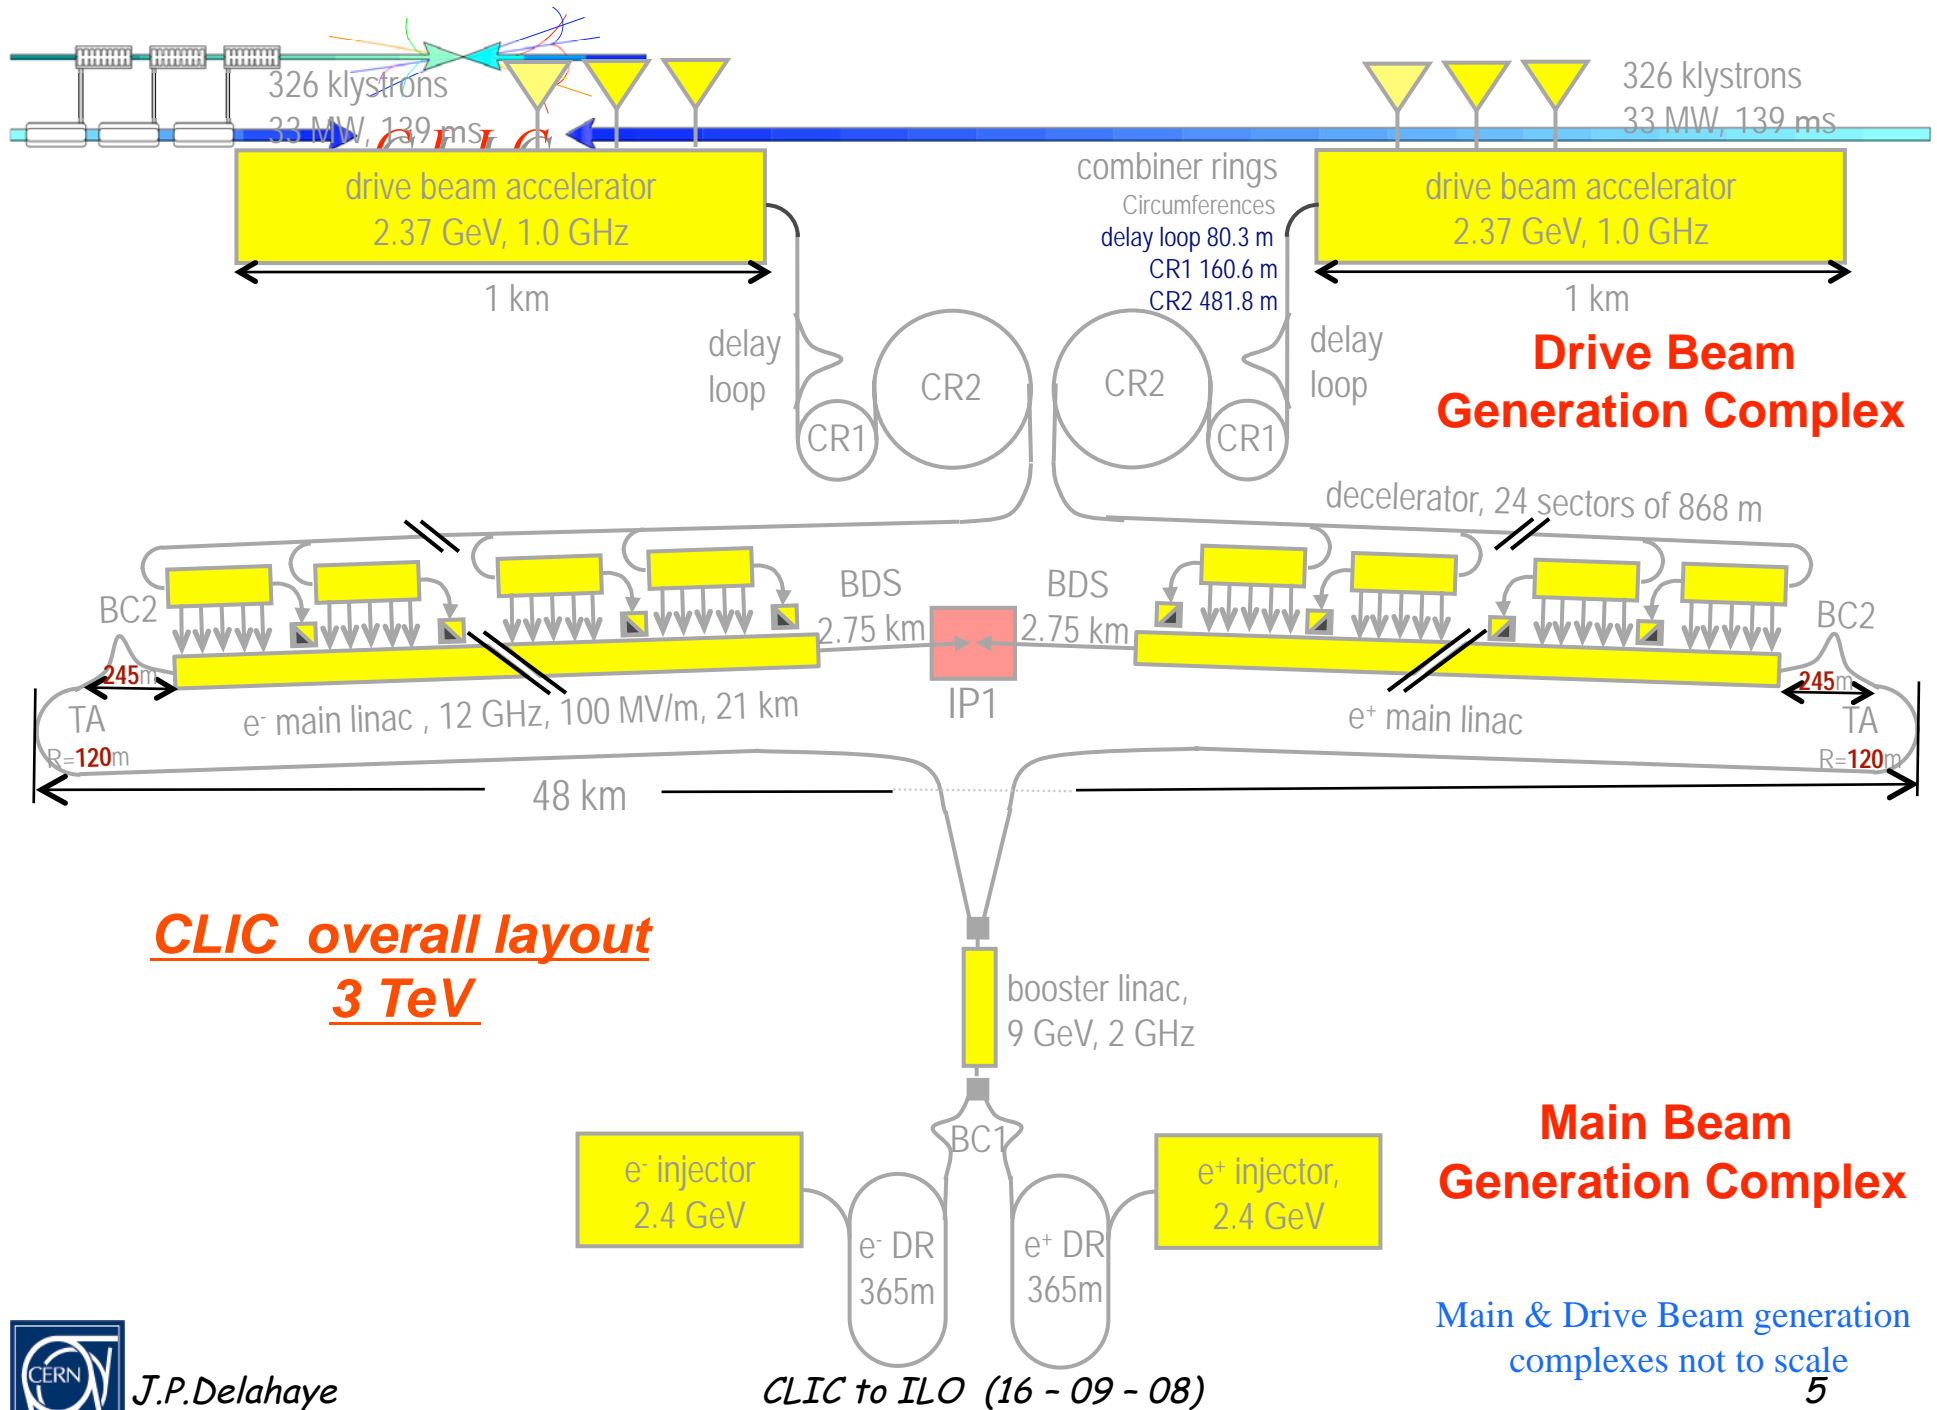 326 klystrons
33 MW, 139 ms
CLIC
326 klystrons
33 MW, 139 ms
drive beam accelerator
2.37 GeV, 1.0 GHz
combiner rings
Circumferences
delay loop 80.3 m
CR1 160.6 m
CR2 481.8 m
drive beam accelerator
2.37 GeV, 1.0 GHz
1 km
1 km
delay
loop
CR2
CR1
CR2
CR1
delay
loop
Drive Beam
Generation Complex
decelerator, 24 sectors of 868 m
BC2
BDS
2.75 km
BDS
2.75 km
BC2
245m
245m
TA
R=120m
e- main linac , 12 GHz, 100 MV/m, 21 km
IP1
e+ main linac
TA
R=120m
48 km
CLIC overall layout
3 TeV
booster linac,
9 GeV, 2 GHz
BC1
Main Beam
Generation Complex
e- injector
2.4 GeV
e+ injector,
2.4 GeV
e- DR
365m
e+ DR
365m
Main & Drive Beam generation
complexes not to scale
CERN
J.P.Delahaye
CLIC to ILO (16 – 09 – 08)
5